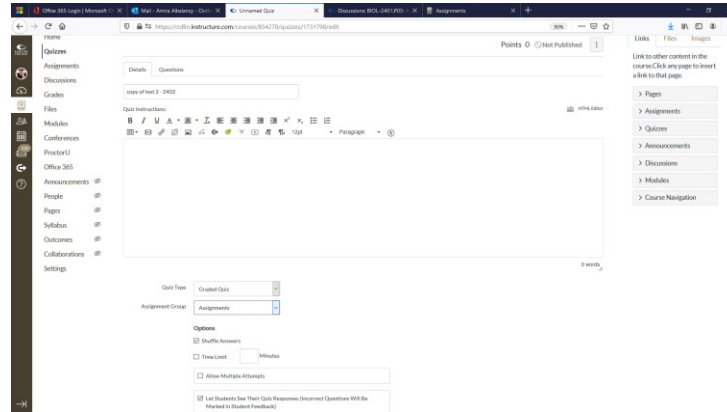 Office 365 Login | Microsoft O
Mail - Amira Albalancy - Outlo
Unnamed Quiz
Discussions: BIOL-2401.P05 -
Assignments
https://collin.instructure.com/courses/854278/quizzes/1731798/edit
90%
Home
Quizzes
Assignments
Discussions
Grades
Files
Modules
Conferences
ProctorU
Office 365
Announcements
People
Pages
Syllabus
Outcomes
Collaborations
Settings
Points 0 Not Published
Details Questions
copy of test 2 - 2402
Quiz Instructions:
HTML Editor
12pt Paragraph
0 words
Quiz Type Graded Quiz
Assignment Group Assignments
Options
Shuffle Answers
Time Limit Minutes
Allow Multiple Attempts
Let Students See Their Quiz Responses (Incorrect Questions Will Be
Marked in Student Feedback)
Links Files Images
Link to other content in the
course.Click any page to insert
a link to that page.
Pages
Assignments
Quizzes
Announcements
Discussions
Modules
Course Navigation